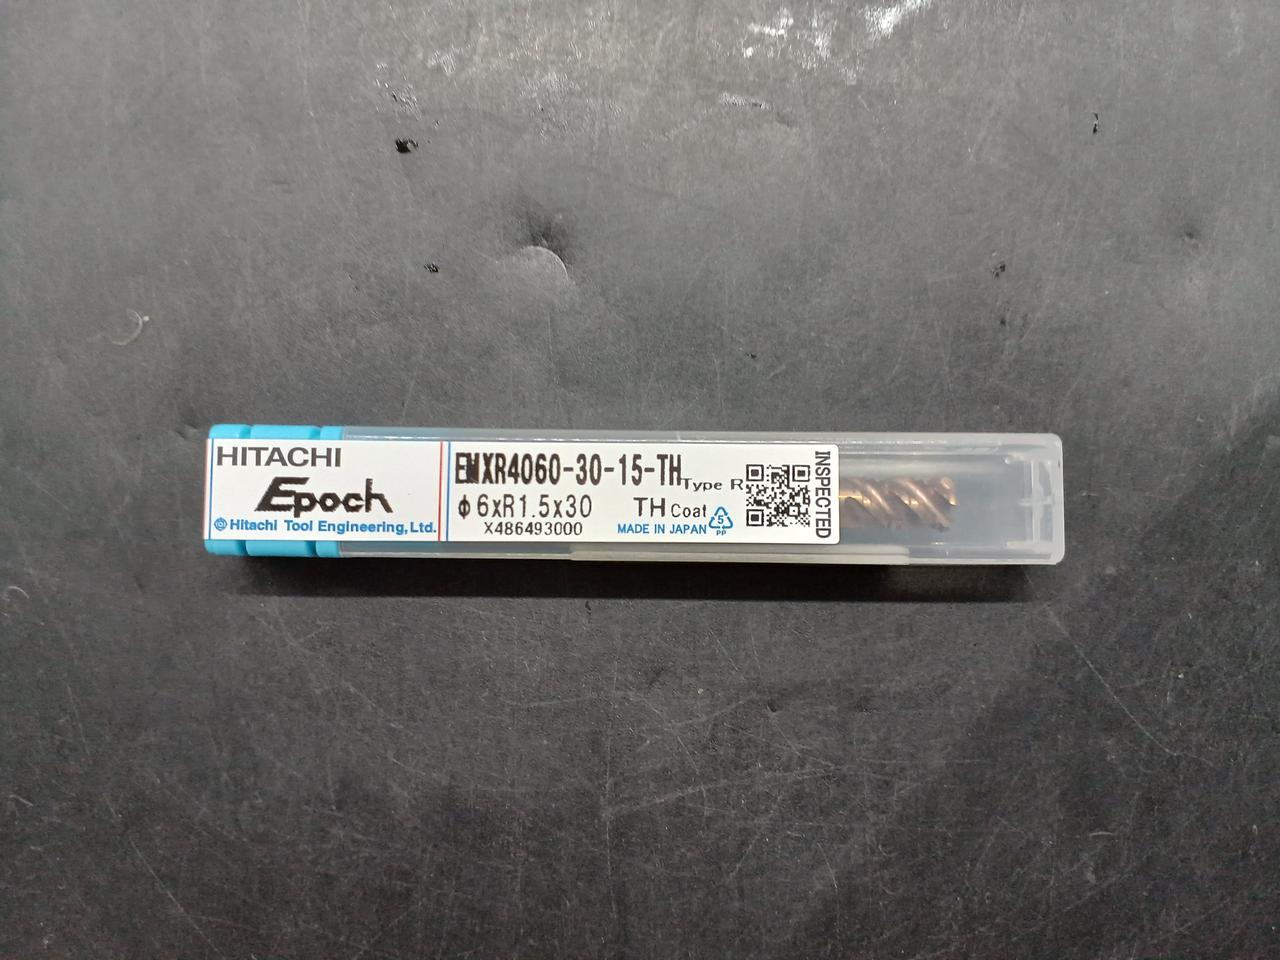 HITACHI
Epoch
Hitachi Tool Engineering,Ltd.
EMXR4060-30-15-TH Type R
ϕ6xR1.5x30 TH Coat
X486493000 MADE IN JAPAN
5
PP
INSPECTED